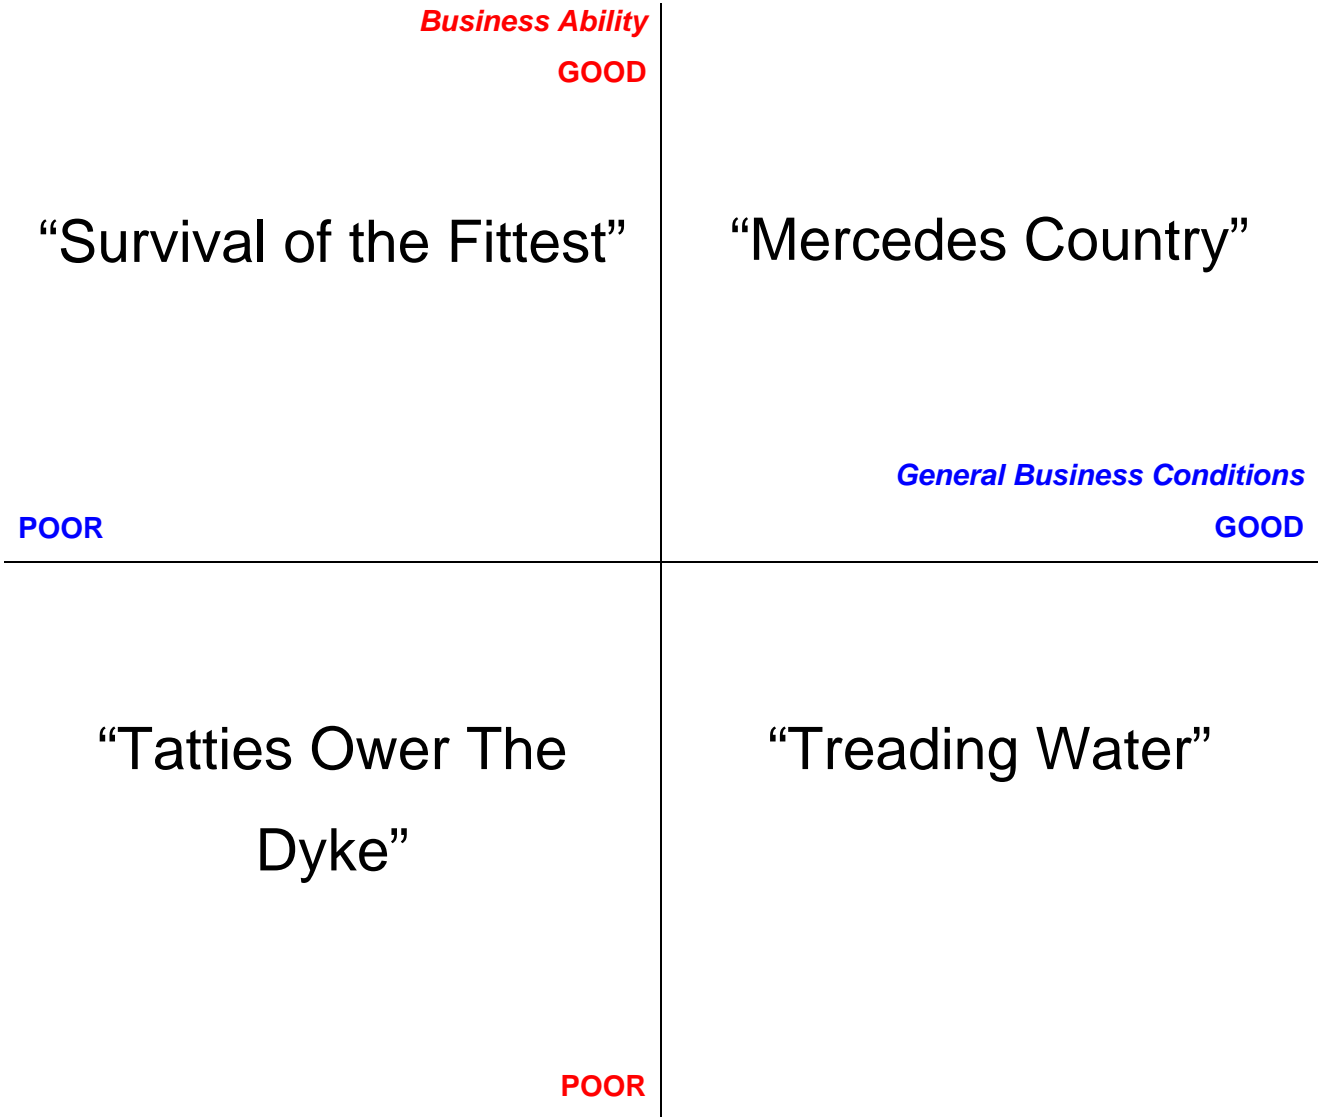 Business Ability
GOOD
“Survival of the Fittest”
“Mercedes Country”
General Business Conditions
POOR
GOOD
“Tatties Ower The
Dyke”
“Treading Water”
POOR